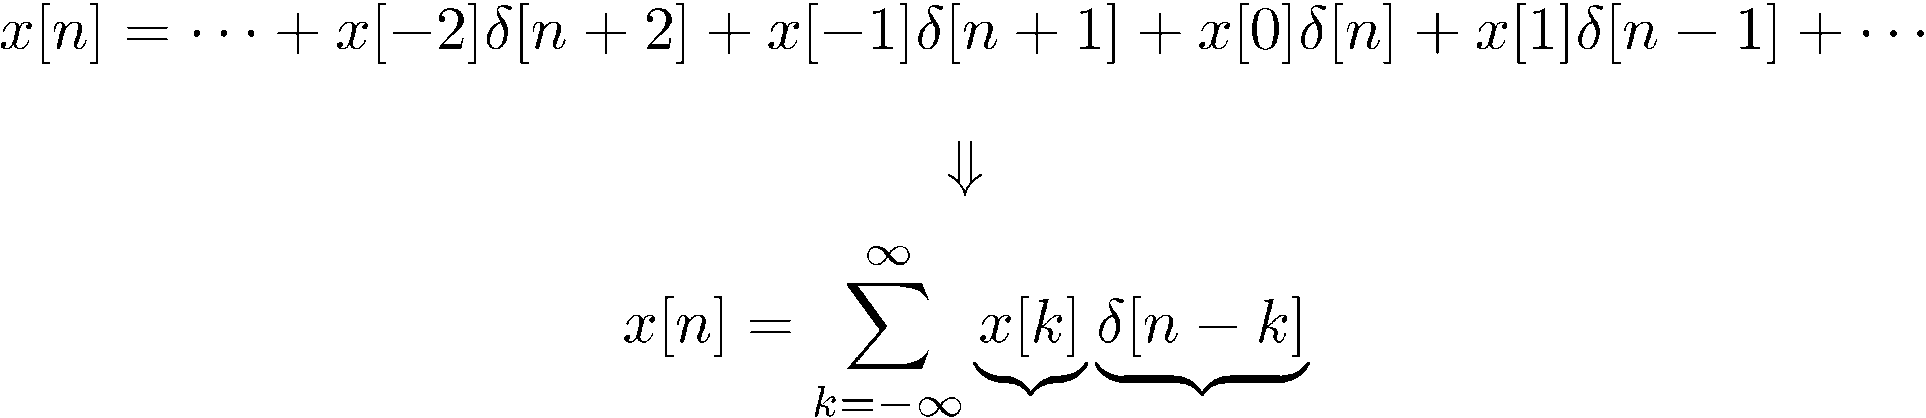 x[n] = ⋯ + x[−2]δ[n + 2] + x[−1]δ[n + 1] + x[0]δ[n] + x[1]δ[n − 1] + ⋯
⇓
x[n] = ∑_{k=−∞}^{∞} x[k] δ[n − k]